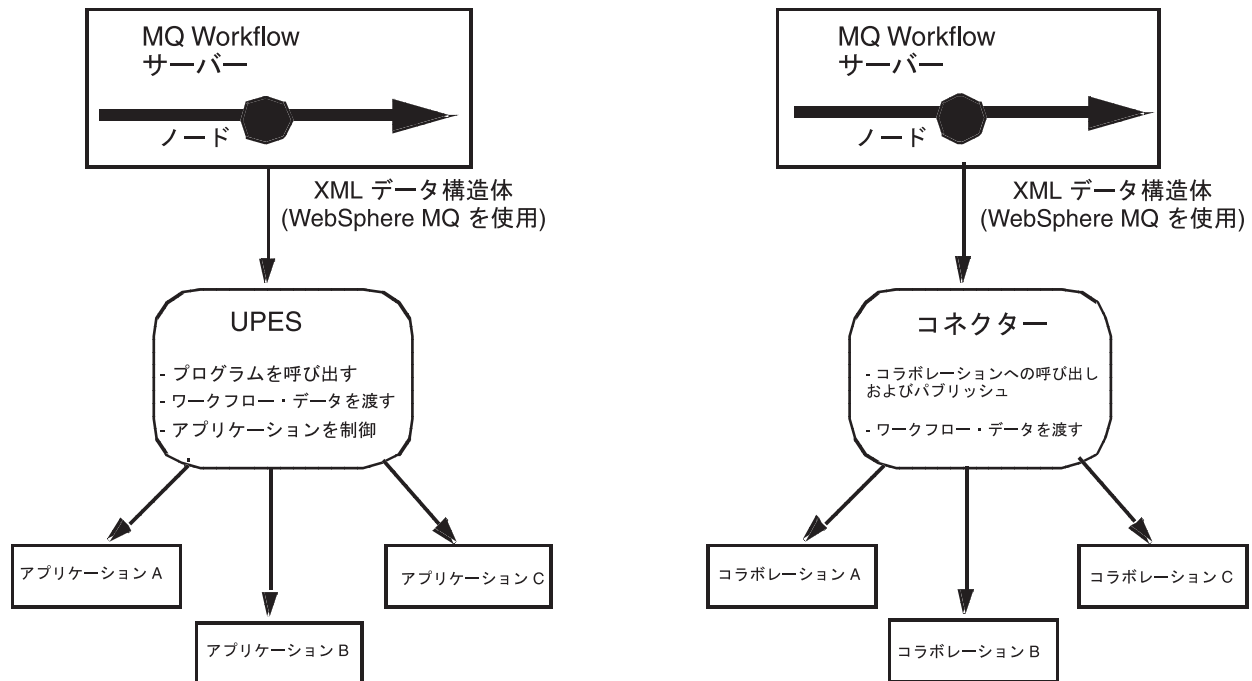 MQ Workflow
サーバー
ノード
XML データ構造体
(WebSphere MQ を使用)
UPES
- プログラムを呼び出す
- ワークフロー・データを渡す
- アプリケーションを制御
アプリケーション A
アプリケーション B
アプリケーション C
MQ Workflow
サーバー
ノード
XML データ構造体
(WebSphere MQ を使用)
コネクター
- コラボレーションへの呼び出し
およびパブリッシュ
- ワークフロー・データを渡す
コラボレーション A
コラボレーション B
コラボレーション C